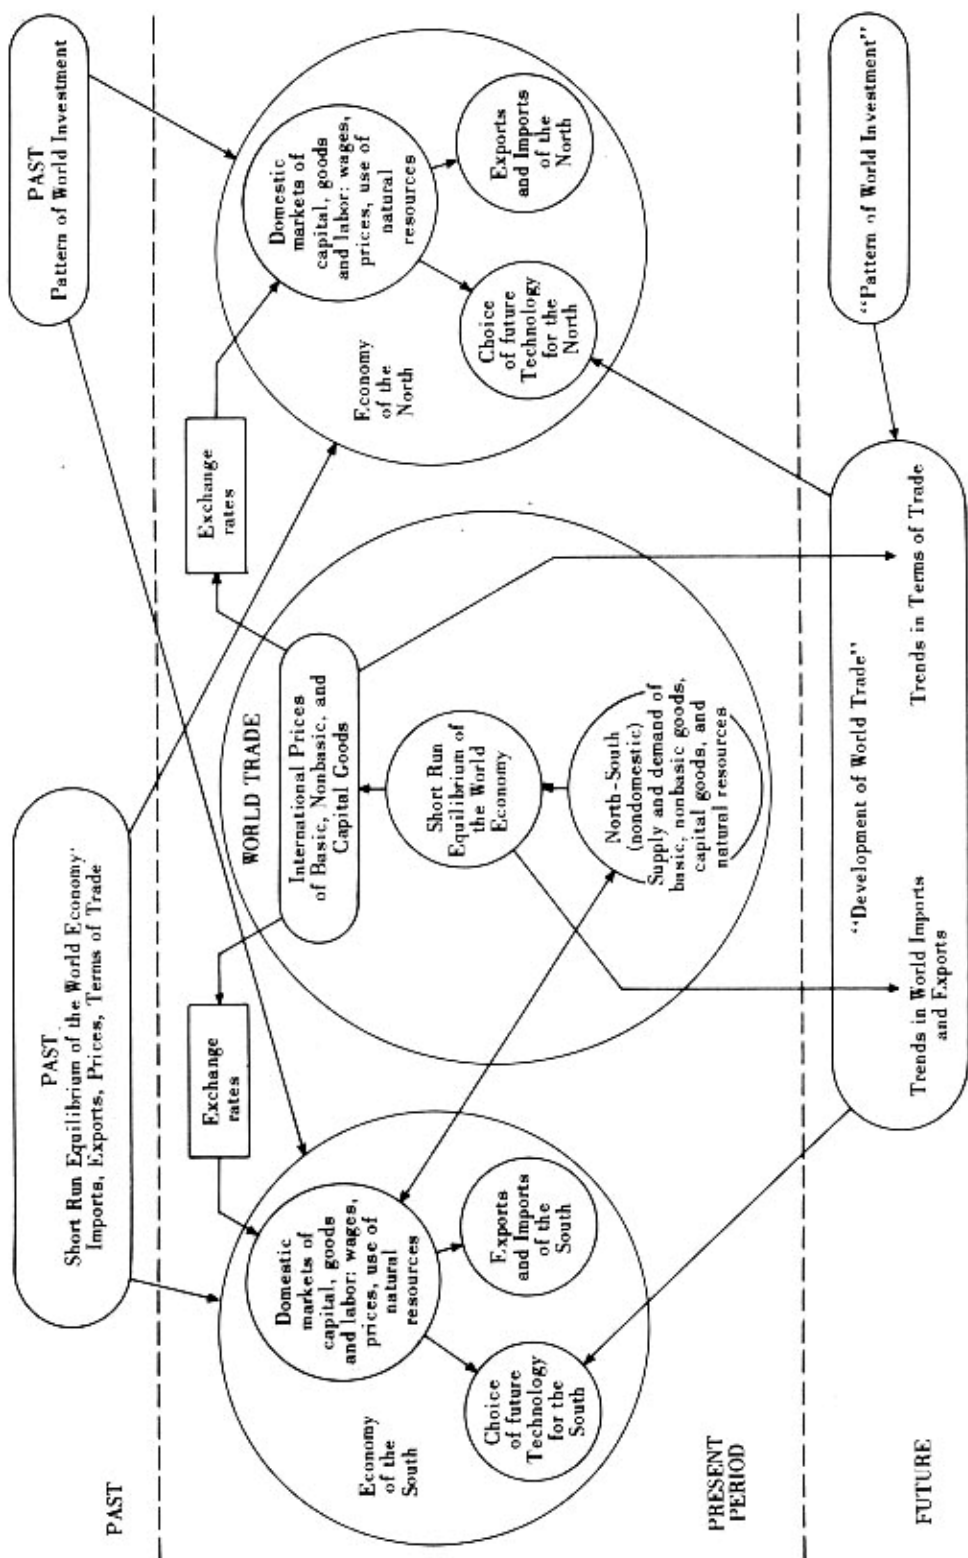 PAST
PAST
Short Run Equilibrium of the World Economy:
Imports, Exports, Prices, Terms of Trade
PAST
Pattern of World Investment
Exchange
rates
Exchange
rates
Economy
of the
South
Domestic
markets of
capital, goods
and labor: wages,
prices, use of
natural
resources
Choice
of future
Technology
for the
South
Exports
and Imports
of the
South
WORLD TRADE
International Prices
of Basic, Nonbasic, and
Capital Goods
Short Run
Equilibrium of
the World
Economy
North-South
(nondomestic)
Supply and demand of
basic, nonbasic goods,
capital goods, and
natural resources
Economy
of the
North
Domestic
markets of
capital, goods
and labor: wages,
prices, use of
natural
resources
Choice
of future
Technology
for the
North
Exports
and Imports
of the
North
PRESENT
PERIOD
FUTURE
"Development of World Trade"
Trends in World Imports
and Exports
Trends in Terms of Trade
"Pattern of World Investment"